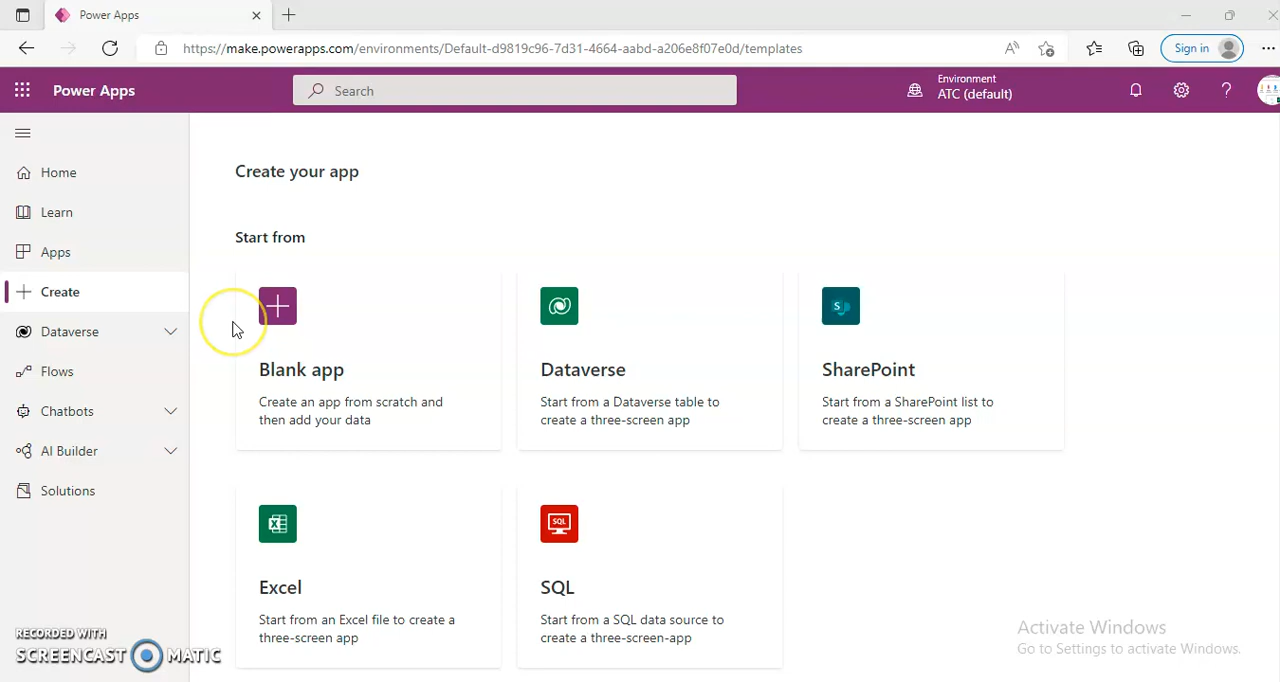 Power Apps
https://make.powerapps.com/environments/Default-d9819c96-7d31-4664-aabd-a206e8f07e0d/templates
Sign in
Power Apps
Search
Environment
ATC (default)
Home
Learn
Apps
Create
Dataverse
Flows
Chatbots
AI Builder
Solutions
Create your app
Start from
Blank app
Create an app from scratch and
then add your data
Dataverse
Start from a Dataverse table to
create a three-screen app
S
SharePoint
Start from a SharePoint list to
create a three-screen app
Excel
Start from an Excel file to create a
three-screen app
SQL
SQL
Start from a SQL data source to
create a three-screen-app
Activate Windows
Go to Settings to activate Windows.
RECORDED WITH
SCREENCAST MATIC